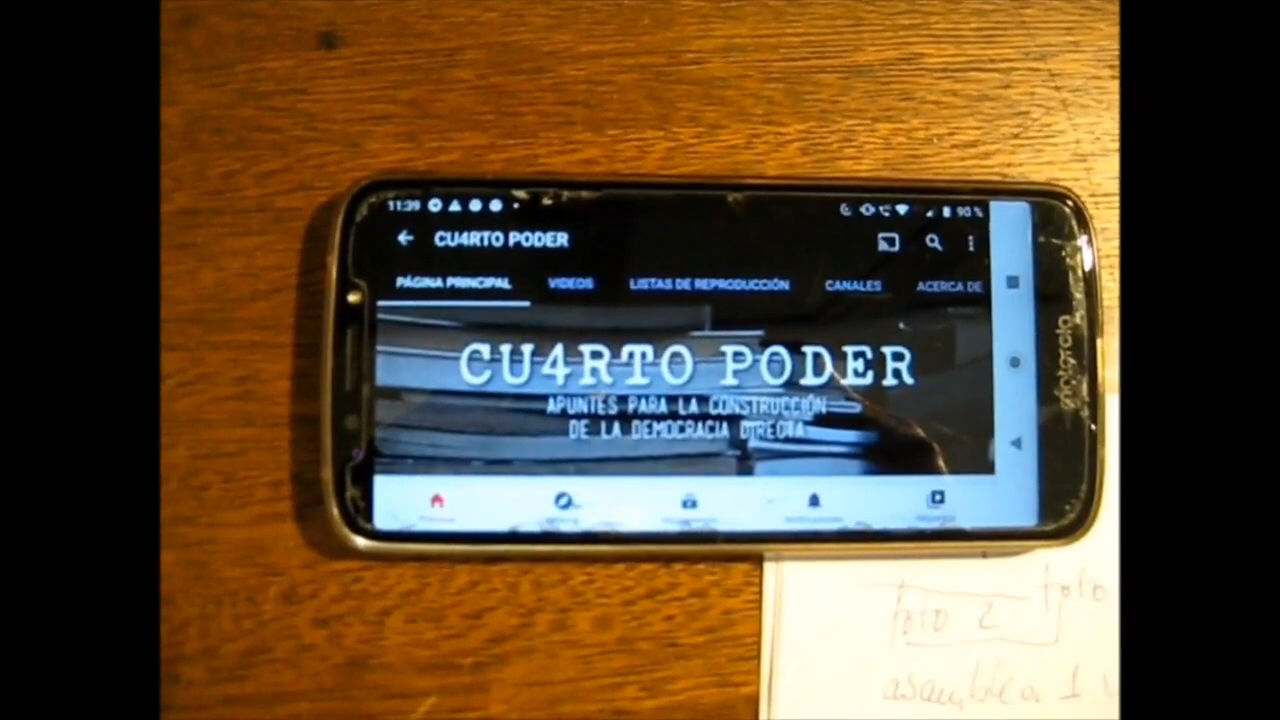 11:39
90 %
CU4RTO PODER
PÁGINA PRINCIPAL VIDEOS LISTAS DE REPRODUCCIÓN CANALES ACERCA DE
CU4RTO PODER
APUNTES PARA LA CONSTRUCCIÓN
DE LA DEMOCRACIA DIRECTA
motorola
foto 2
asamblea 1